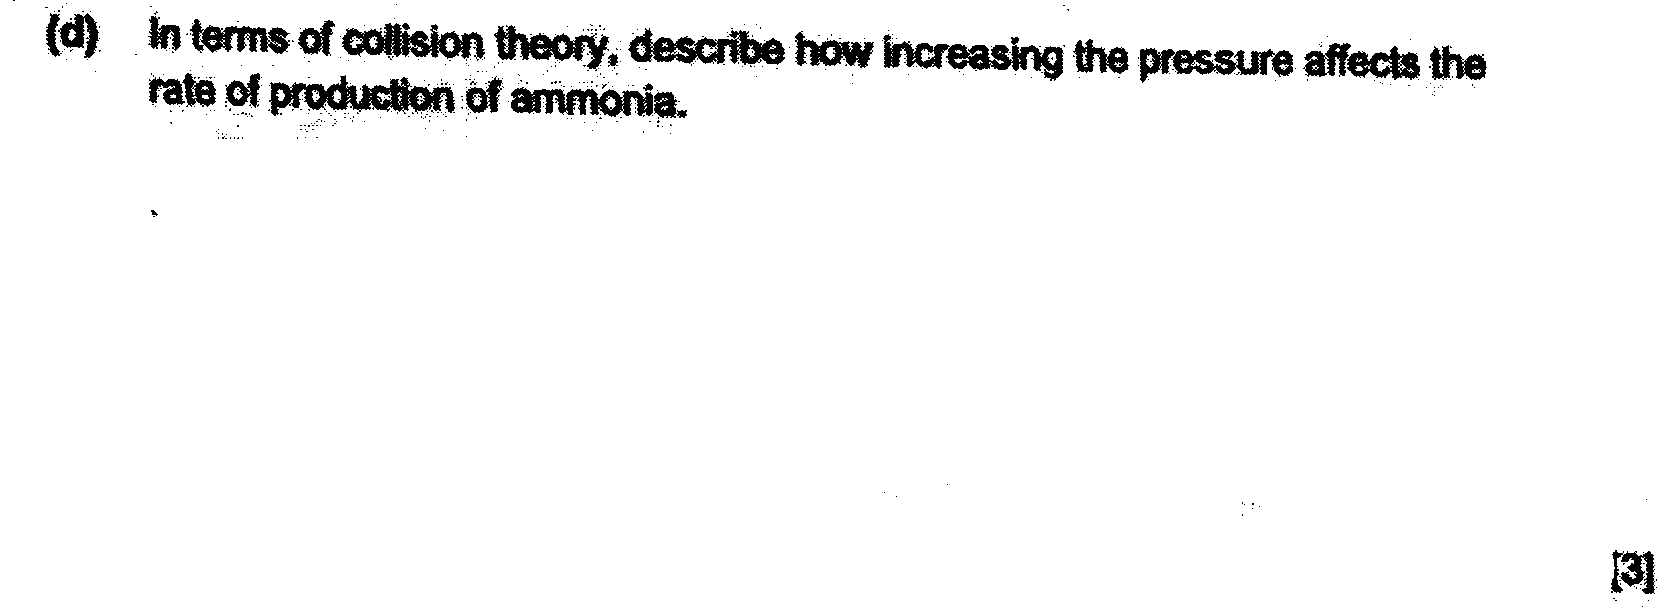 (d) In terms of collision theory, describe how increasing the pressure affects the
rate of production of ammonia.
[3]